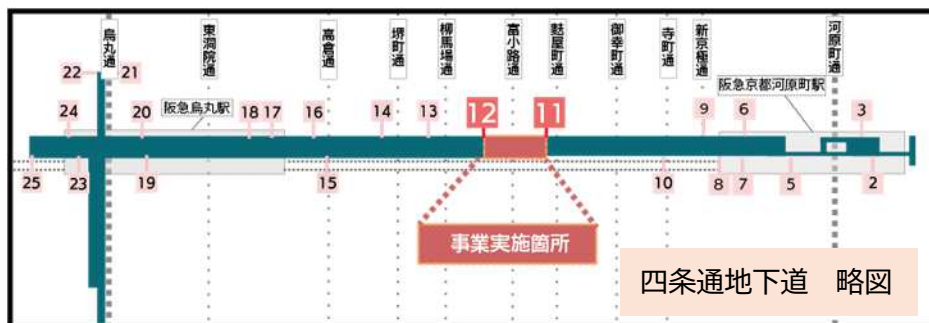 烏丸通
東洞院通
高倉通
堺町通
柳馬場通
富小路通
麩屋町通
御幸町通
寺町通
新京極通
河原町通
22
21
阪急烏丸駅
阪急京都河原町駅
24
20
18
17
16
14
13
12
11
9
6
3
25
23
19
15
10
8
7
5
2
事業実施箇所
四条通地下道 略図